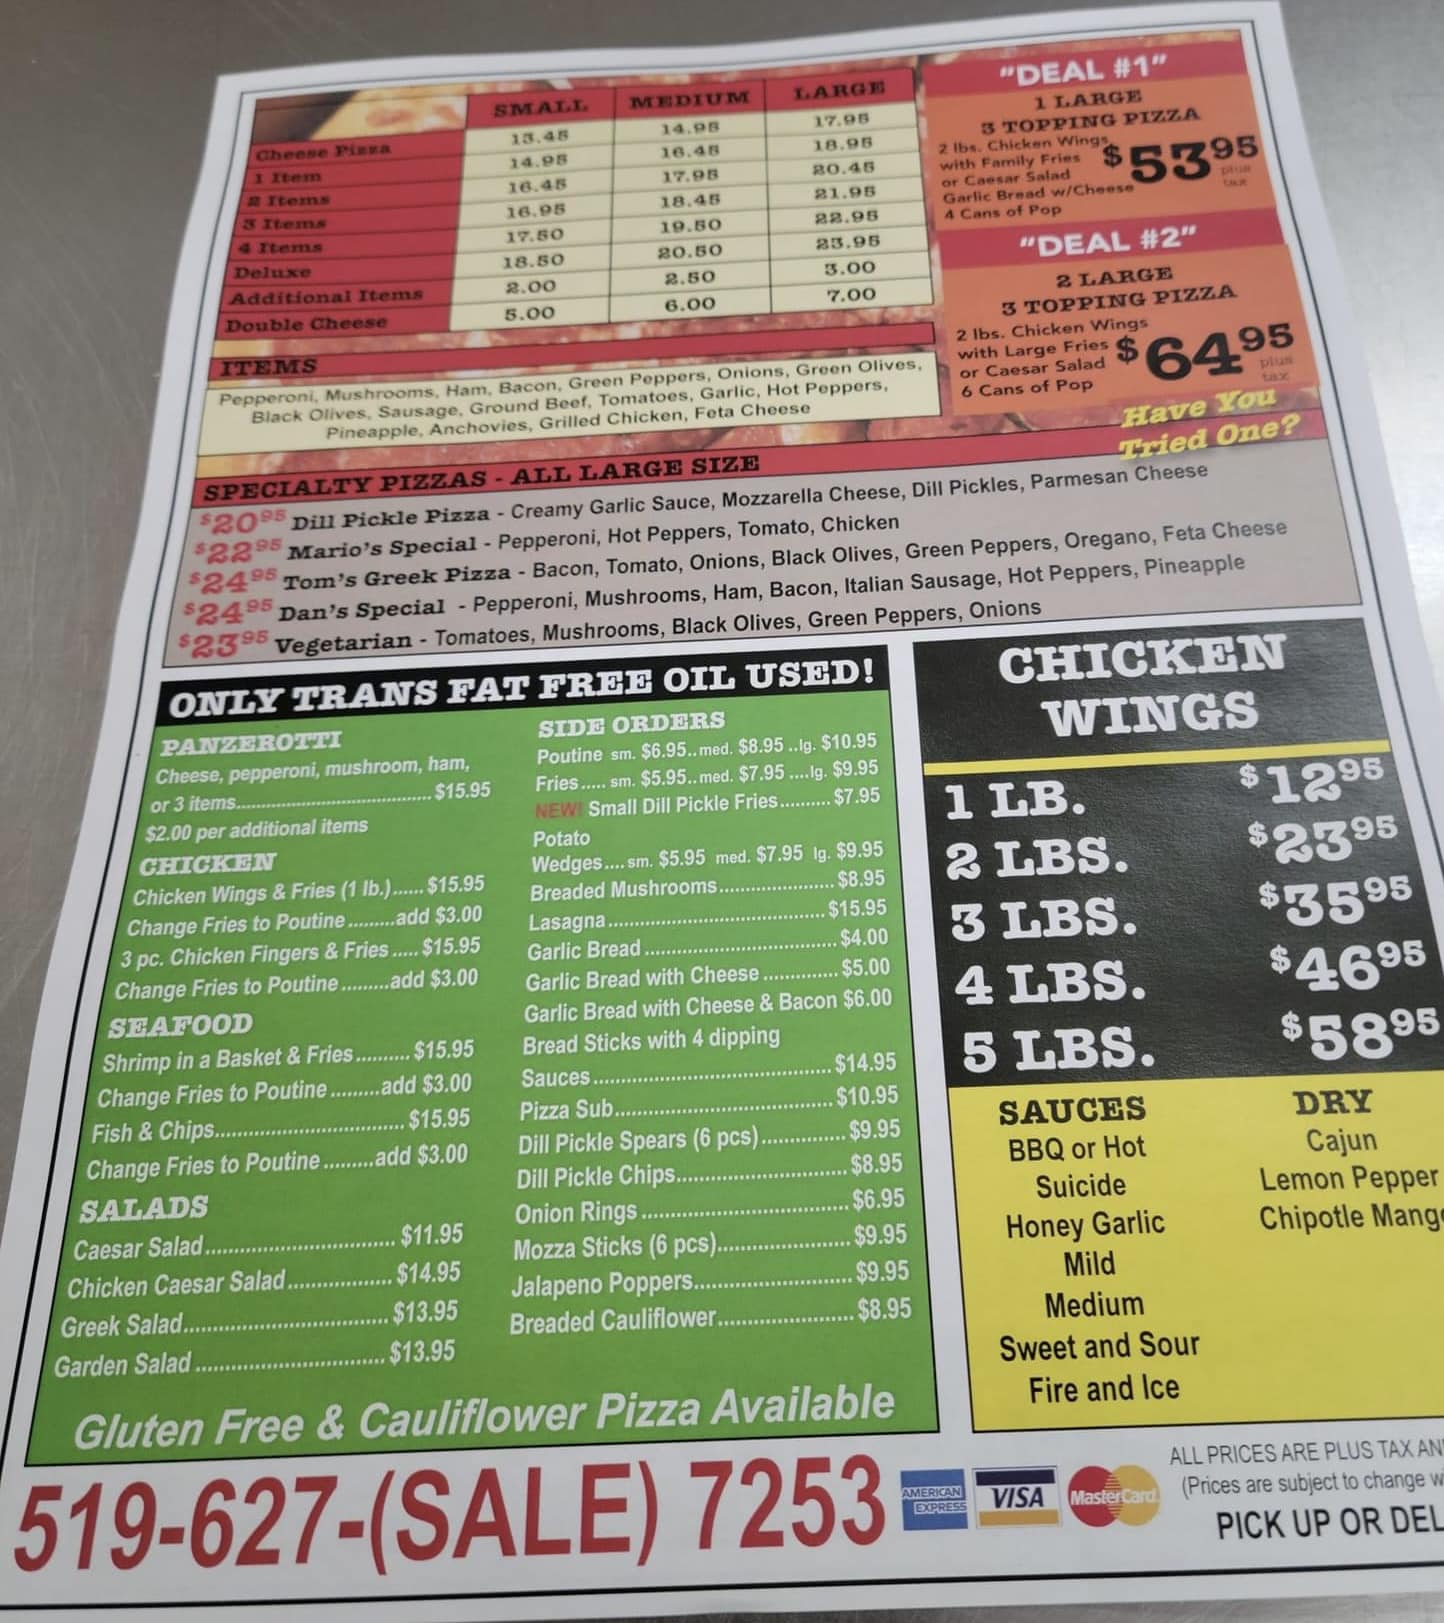 SMALL MEDIUM LARGE
Cheese Pizza 13.45 14.95 17.95
1 Item 14.95 16.45 18.95
2 Items 16.45 17.95 20.45
3 Items 16.95 18.45 21.95
4 Items 17.50 19.50 22.95
Deluxe 18.50 20.50 23.95
Additional Items 2.00 2.50 3.00
Double Cheese 5.00 6.00 7.00
ITEMS
Pepperoni, Mushrooms, Ham, Bacon, Green Peppers, Onions, Green Olives,
Black Olives, Sausage, Ground Beef, Tomatoes, Garlic, Hot Peppers,
Pineapple, Anchovies, Grilled Chicken, Feta Cheese
"DEAL #1"
1 LARGE
3 TOPPING PIZZA
2 lbs. Chicken Wings
with Family Fries
or Caesar Salad
Garlic Bread w/Cheese
4 Cans of Pop
$53.95
plus
tax
"DEAL #2"
2 LARGE
3 TOPPING PIZZA
2 lbs. Chicken Wings
with Large Fries
or Caesar Salad
6 Cans of Pop
$64.95
plus
tax
Have You
Tried One?
SPECIALTY PIZZAS - ALL LARGE SIZE
$20.95 Dill Pickle Pizza - Creamy Garlic Sauce, Mozzarella Cheese, Dill Pickles, Parmesan Cheese
$22.95 Mario's Special - Pepperoni, Hot Peppers, Tomato, Chicken
$24.95 Tom's Greek Pizza - Bacon, Tomato, Onions, Black Olives, Green Peppers, Oregano, Feta Cheese
$24.95 Dan's Special - Pepperoni, Mushrooms, Ham, Bacon, Italian Sausage, Hot Peppers, Pineapple
$23.95 Vegetarian - Tomatoes, Mushrooms, Black Olives, Green Peppers, Onions
ONLY TRANS FAT FREE OIL USED!
PANZEROTTI
Cheese, pepperoni, mushroom, ham,
or 3 items........$15.95
$2.00 per additional items
CHICKEN
Chicken Wings & Fries (1 lb.)...... $15.95
Change Fries to Poutine.........add $3.00
3 pc. Chicken Fingers & Fries ..... $15.95
Change Fries to Poutine.........add $3.00
SEAFOOD
Shrimp in a Basket & Fries.......... $15.95
Change Fries to Poutine.........add $3.00
Fish & Chips........ $15.95
Change Fries to Poutine.........add $3.00
SALADS
Caesar Salad........ $11.95
Chicken Caesar Salad........ $14.95
Greek Salad........ $13.95
Garden Salad ........ $13.95
SIDE ORDERS
Poutine sm. $6.95..med. $8.95 ..lg. $10.95
Fries..... sm. $5.95..med. $7.95 ....lg. $9.95
NEW! Small Dill Pickle Fries.......... $7.95
Potato
Wedges.... sm. $5.95 med. $7.95 lg. $9.95
Breaded Mushrooms........ $8.95
Lasagna........ $15.95
Garlic Bread ........ $4.00
Garlic Bread with Cheese ........ $5.00
Garlic Bread with Cheese & Bacon $6.00
Bread Sticks with 4 dipping
Sauces........ $14.95
Pizza Sub........ $10.95
Dill Pickle Spears (6 pcs)........ $9.95
Dill Pickle Chips........ $8.95
Onion Rings ........ $6.95
Mozza Sticks (6 pcs)........ $9.95
Jalapeno Poppers........ $9.95
Breaded Cauliflower........ $8.95
Gluten Free & Cauliflower Pizza Available
CHICKEN
WINGS
1 LB. $12.95
2 LBS. $23.95
3 LBS. $35.95
4 LBS. $46.95
5 LBS. $58.95
SAUCES
BBQ or Hot
Suicide
Honey Garlic
Mild
Medium
Sweet and Sour
Fire and Ice
DRY
Cajun
Lemon Pepper
Chipotle Mango
519-627-(SALE) 7253
AMERICAN
EXPRESS
VISA
MasterCard
ALL PRICES ARE PLUS TAX AN
(Prices are subject to change w
PICK UP OR DEL